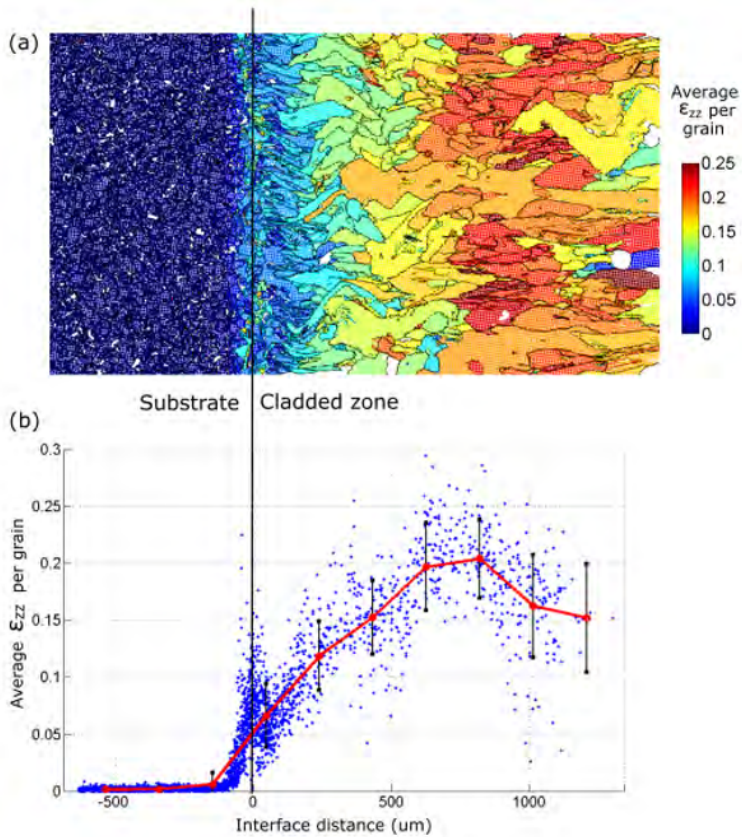 (a)
Average
εzz per
grain
0.25
0.2
0.15
0.1
0.05
0
Substrate
Cladded zone
(b)
0.3
0.25
0.2
0.15
0.1
0.05
0
Average εzz per grain
-500
0
500
1000
Interface distance (um)